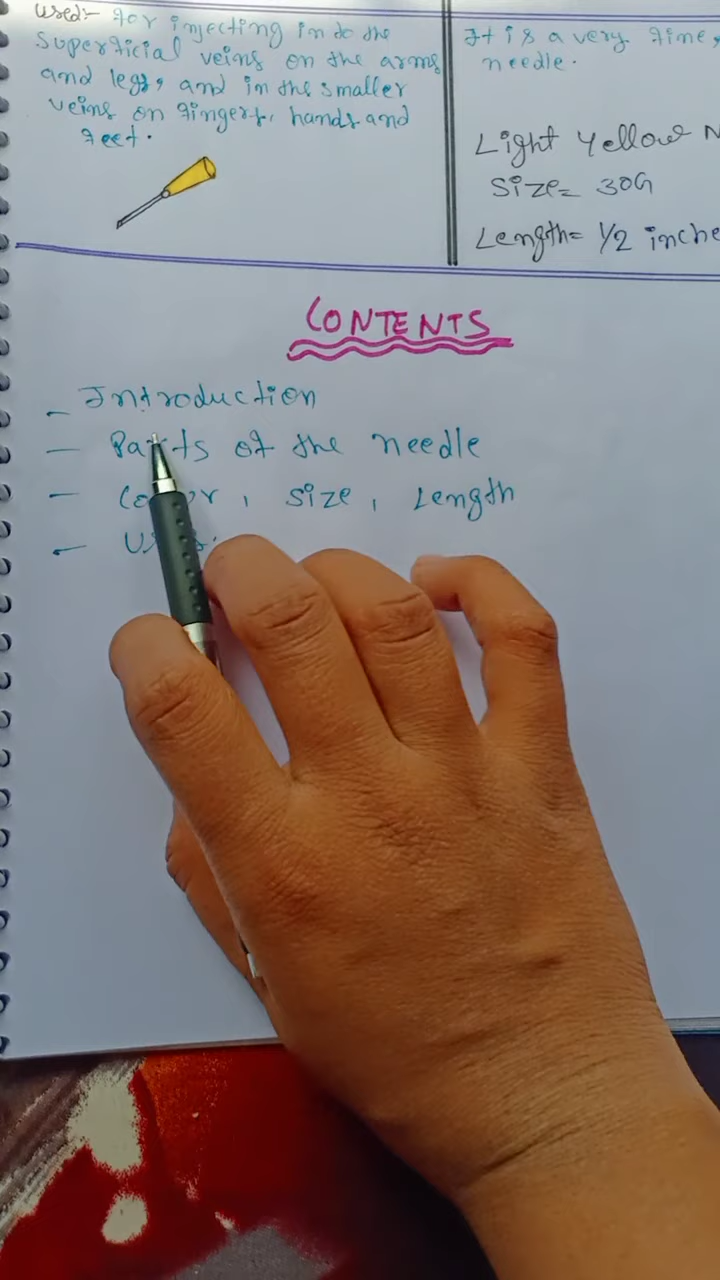 Used:- for injecting into the
superficial veins on the arms
and legs, and in the smaller
veins on fingers, hands and
feet.
It is a very fine,
needle.
Light Yellow N
Size= 30G
Length= 1/2 inche
CONTENTS
- Introduction
- Parts of the needle
- , Size, Length
-